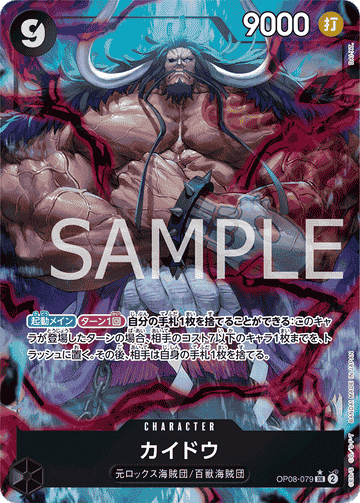 9
9000
打
SAMPLE
起動メイン ターン1回 自分の手札1枚を捨てることができる:このキャ
ラが登場したターンの場合、相手のコスト7以下のキャラ1枚までを、ト
ラッシュに置く。その後、相手は自身の手札1枚を捨てる。
CHARACTER
カイドウ
元ロックス海賊団/百獣海賊団
OP08-079 SR 2